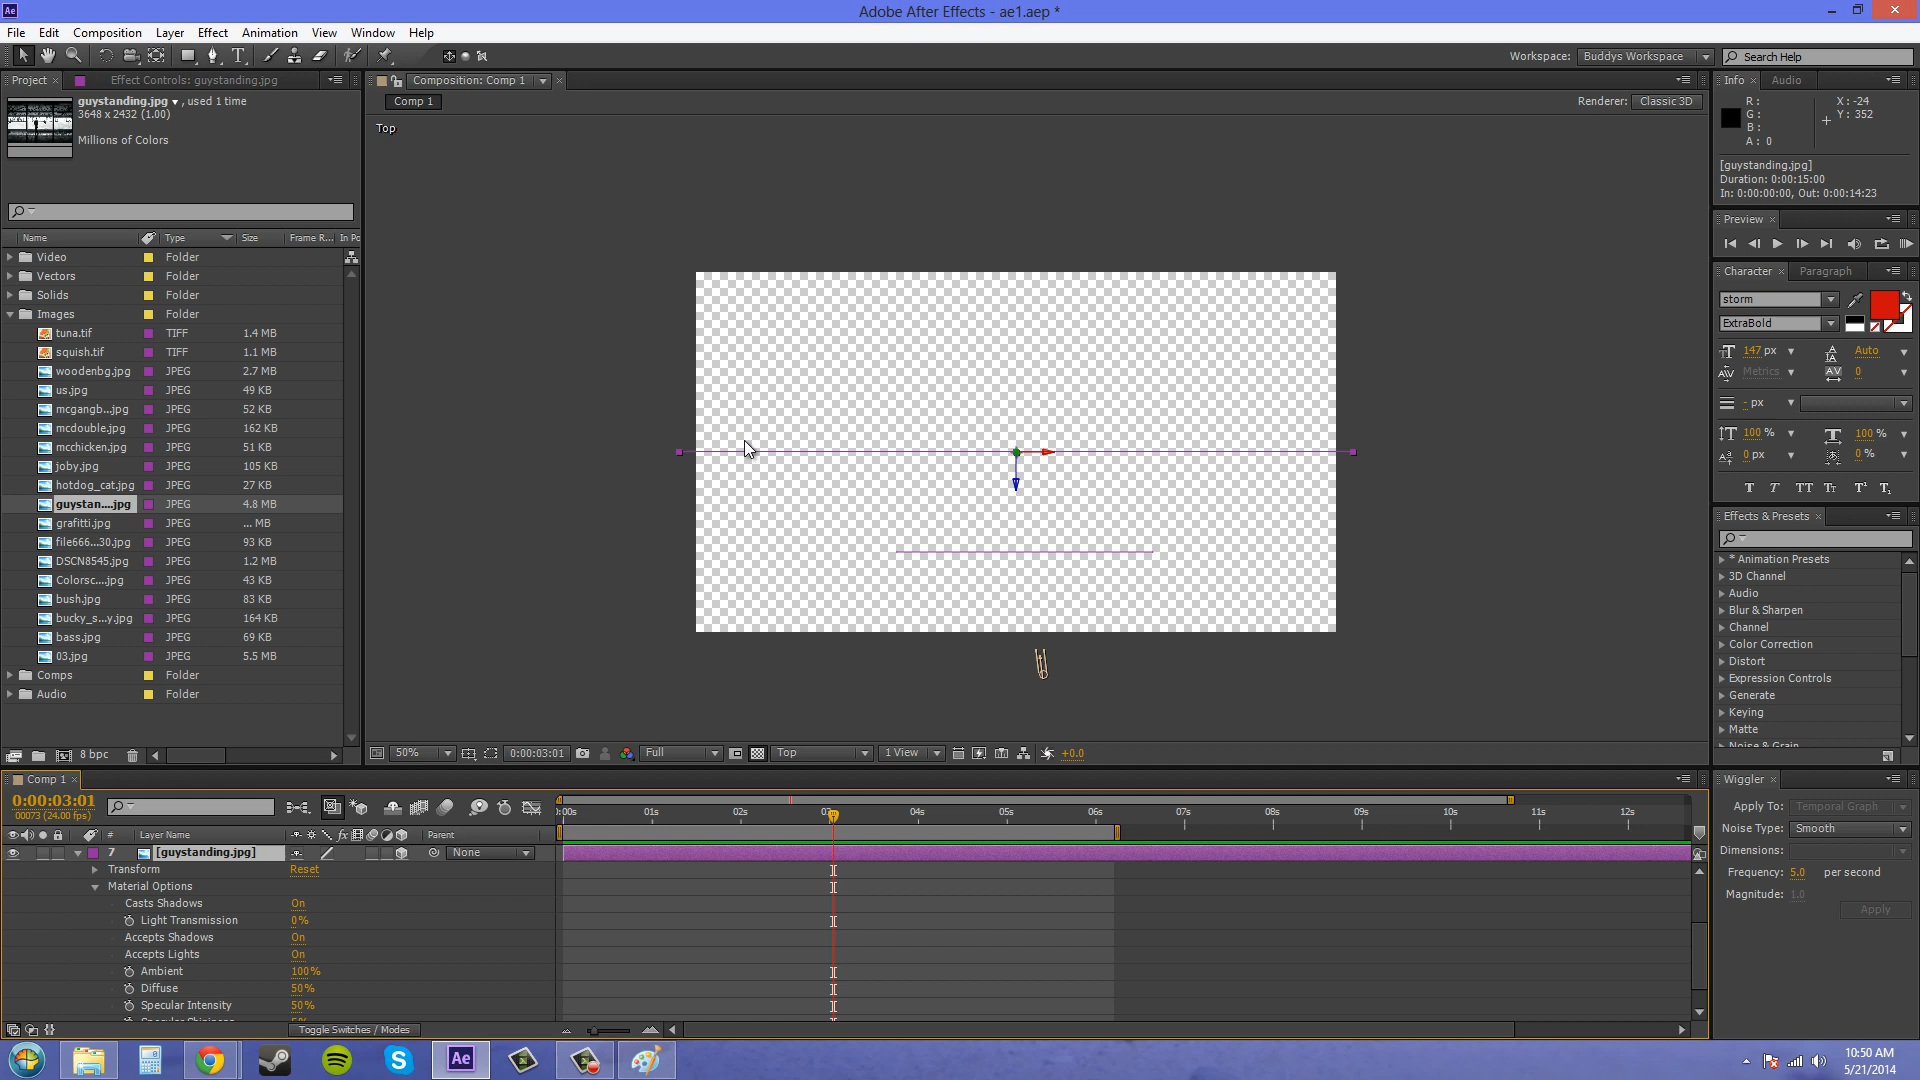 Adobe After Effects - ae1.aep *
File Edit Composition Layer Effect Animation View Window Help
Workspace: Buddys Workspace Search Help
Project × Effect Controls: guystanding.jpg
guystanding.jpg ▾ , used 1 time
3648 x 2432 (1.00)
Millions of Colors
Name Type Size Frame R... In Po
Video Folder
Vectors Folder
Solids Folder
Images Folder
tuna.tif TIFF 1.4 MB
squish.tif TIFF 1.1 MB
woodenbg.jpg JPEG 2.7 MB
us.jpg JPEG 49 KB
mcgangb...jpg JPEG 52 KB
mcdouble.jpg JPEG 162 KB
mcchicken.jpg JPEG 51 KB
joby.jpg JPEG 105 KB
hotdog_cat.jpg JPEG 27 KB
guystan....jpg JPEG 4.8 MB
grafitti.jpg JPEG ... MB
file666...30.jpg JPEG 93 KB
DSCN8545.jpg JPEG 1.2 MB
Colorsc....jpg JPEG 43 KB
bush.jpg JPEG 83 KB
bucky_s...y.jpg JPEG 164 KB
bass.jpg JPEG 69 KB
03.jpg JPEG 5.5 MB
Comps Folder
Audio Folder
8 bpc
Composition: Comp 1
Comp 1
Renderer: Classic 3D
Top
50% 0:00:03:01 Full Top 1 View +0.0
Info × Audio
R: X: -24
G: Y: 352
B:
A: 0
[guystanding.jpg]
Duration: 0:00:15:00
In: 0:00:00:00, Out: 0:00:14:23
Preview ×
Character × Paragraph
storm
ExtraBold
147 px Auto
Metrics 0
- px
100 % 100 %
0 px 0 %
T T TT Tт T¹ T₁
Effects & Presets ×
* Animation Presets
3D Channel
Audio
Blur & Sharpen
Channel
Color Correction
Distort
Expression Controls
Generate
Keying
Matte
Noise & Grain
Comp 1 ×
0:00:03:01
00073 (24.00 fps)
# Layer Name Parent
7 [guystanding.jpg] None
Transform Reset
Material Options
Casts Shadows On
Light Transmission 0%
Accepts Shadows On
Accepts Lights On
Ambient 100%
Diffuse 50%
Specular Intensity 50%
Toggle Switches / Modes
):00s 01s 02s 03s 04s 05s 06s 07s 08s 09s 10s 11s 12s
Wiggler ×
Apply To: Temporal Graph
Noise Type: Smooth
Dimensions:
Frequency: 5.0 per second
Magnitude: 1.0
Apply
Ae
10:50 AM
5/21/2014